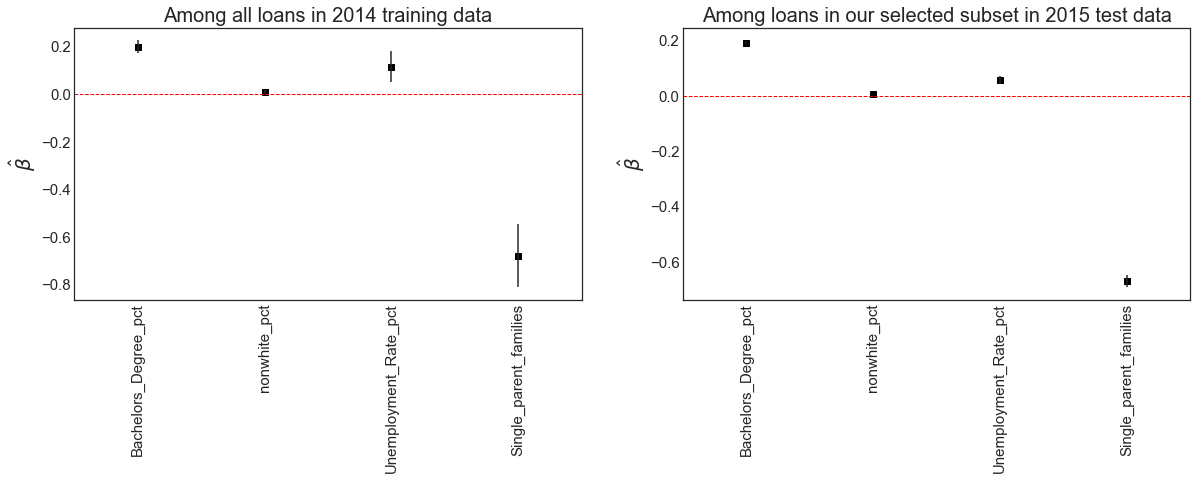 Among all loans in 2014 training data
0.2
0.0
−0.2
−0.4
−0.6
−0.8
β̂
Bachelors_Degree_pct
nonwhite_pct
Unemployment_Rate_pct
Single_parent_families
Among loans in our selected subset in 2015 test data
0.2
0.0
−0.2
−0.4
−0.6
β̂
Bachelors_Degree_pct
nonwhite_pct
Unemployment_Rate_pct
Single_parent_families